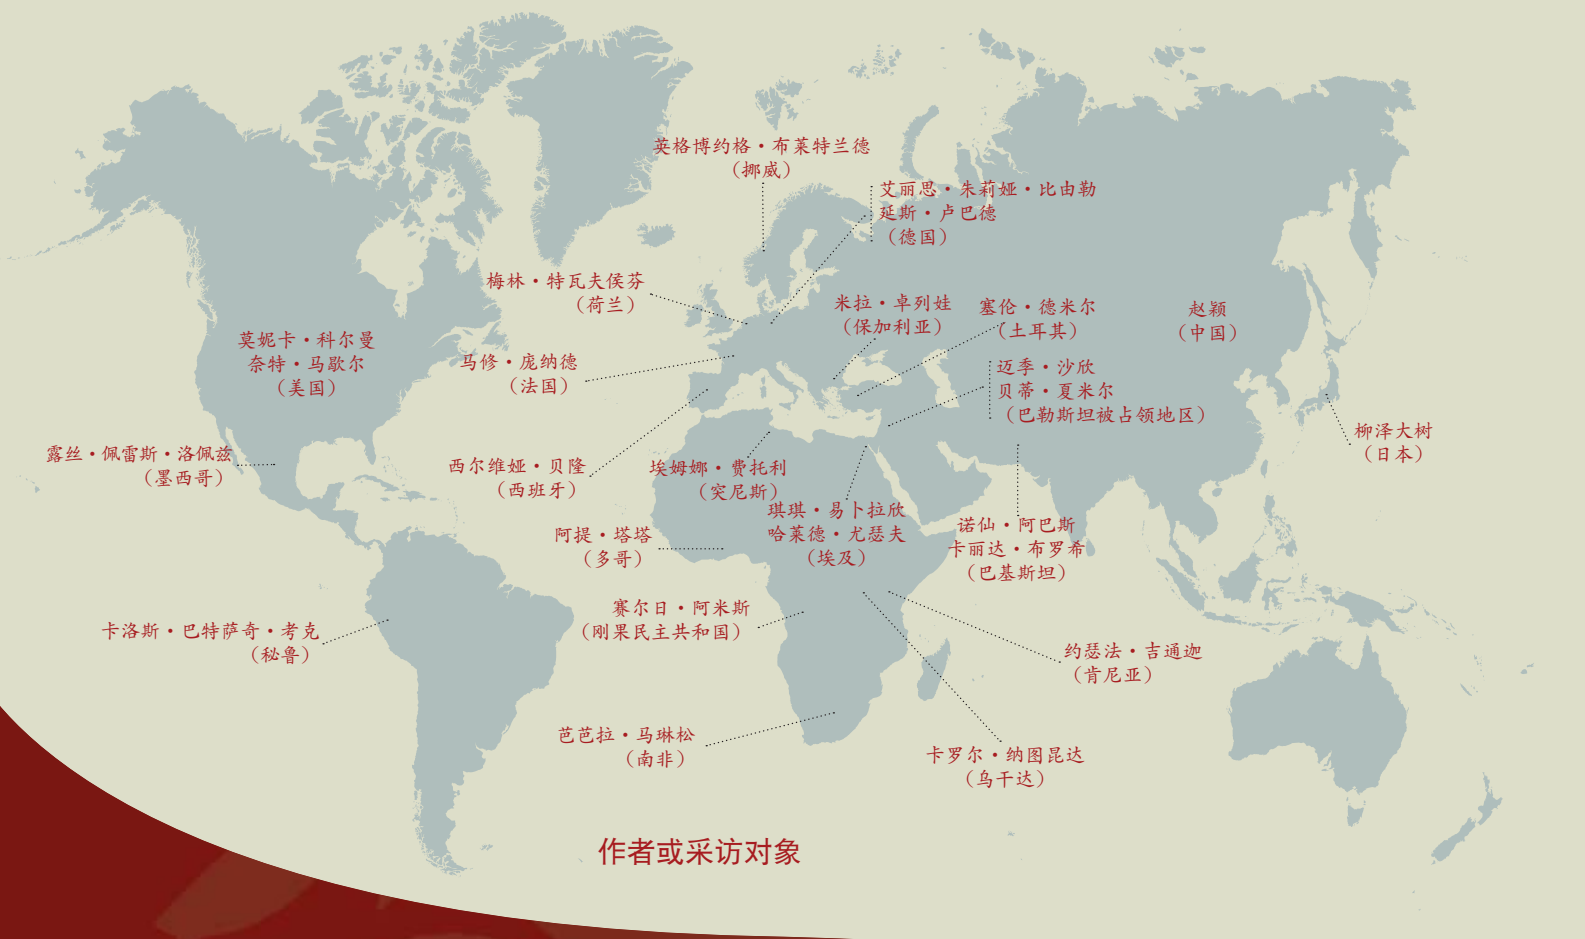 英格博约格·布莱特兰德
（挪威）
艾丽思·朱莉娅·比由勒
延斯·卢巴德
（德国）
梅林·特瓦夫侯芬
（荷兰）
米拉·卓列娃
（保加利亚）
塞伦·德米尔
（土耳其）
赵颖
（中国）
莫妮卡·科尔曼
奈特·马歇尔
（美国）
马修·庞纳德
（法国）
迈季·沙欣
贝蒂·夏米尔
（巴勒斯坦被占领地区）
柳泽大树
（日本）
露丝·佩雷斯·洛佩兹
（墨西哥）
西尔维娅·贝隆
（西班牙）
埃姆娜·费托利
（突尼斯）
琪琪·易卜拉欣
哈莱德·尤瑟夫
（埃及）
诺仙·阿巴斯
卡丽达·布罗希
（巴基斯坦）
阿提·塔塔
（多哥）
赛尔日·阿米斯
（刚果民主共和国）
卡洛斯·巴特萨奇·考克
（秘鲁）
约瑟法·吉通迦
（肯尼亚）
芭芭拉·马琳松
（南非）
卡罗尔·纳图昆达
（乌干达）
作者或采访对象